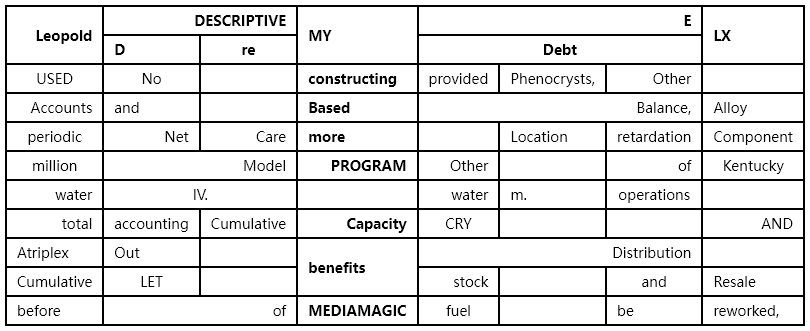 Leopold DESCRIPTIVE MY E LX
D re Debt
USED No constructing provided Phenocrysts, Other
Accounts and Based Balance, Alloy
periodic Net Care more Location retardation Component
million Model PROGRAM Other of Kentucky
water IV. water m. operations
total accounting Cumulative Capacity CRY AND
Atriplex Out benefits Distribution
Cumulative LET stock and Resale
before of MEDIAMAGIC fuel be reworked,